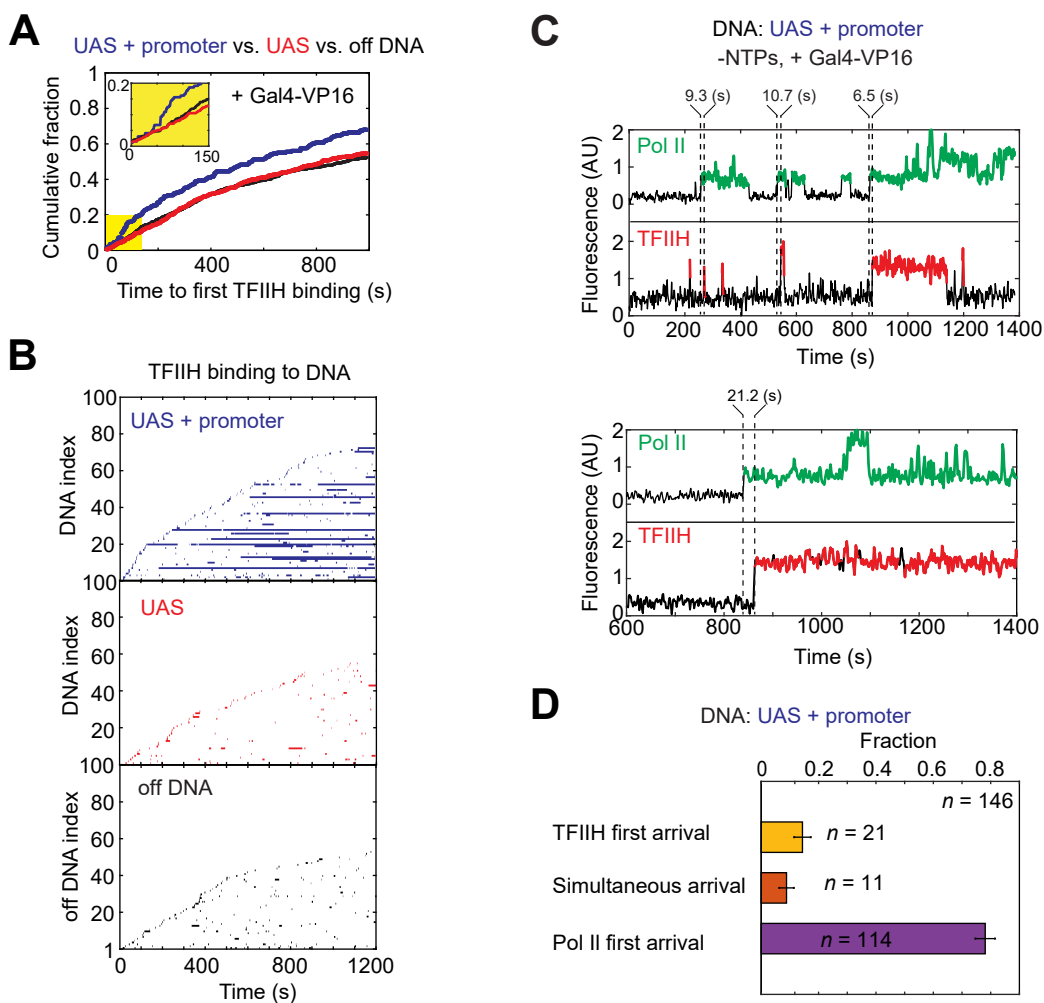 A
UAS + promoter vs. UAS vs. off DNA
+ Gal4-VP16
Cumulative fraction
1
0.8
0.6
0.4
0.2
0
0.2
0
0 150
0 400 800
Time to first TFIIH binding (s)
B
TFIIH binding to DNA
UAS + promoter
DNA index
100
80
60
40
20
UAS
DNA index
100
80
60
40
20
off DNA
off DNA index
100
80
60
40
20
1
0 400 800 1200
Time (s)
C
DNA: UAS + promoter
-NTPs, + Gal4-VP16
9.3 (s) 10.7 (s) 6.5 (s)
Pol II
TFIIH
Fluorescence (AU)
2
1
0
2
1
0
0 200 400 600 800 1000 1200 1400
Time (s)
21.2 (s)
Pol II
TFIIH
Fluorescence (AU)
2
1
0
2
1
0
600 800 1000 1200 1400
Time (s)
D
DNA: UAS + promoter
Fraction
0 0.2 0.4 0.6 0.8
n = 146
TFIIH first arrival n = 21
Simultaneous arrival n = 11
Pol II first arrival n = 114